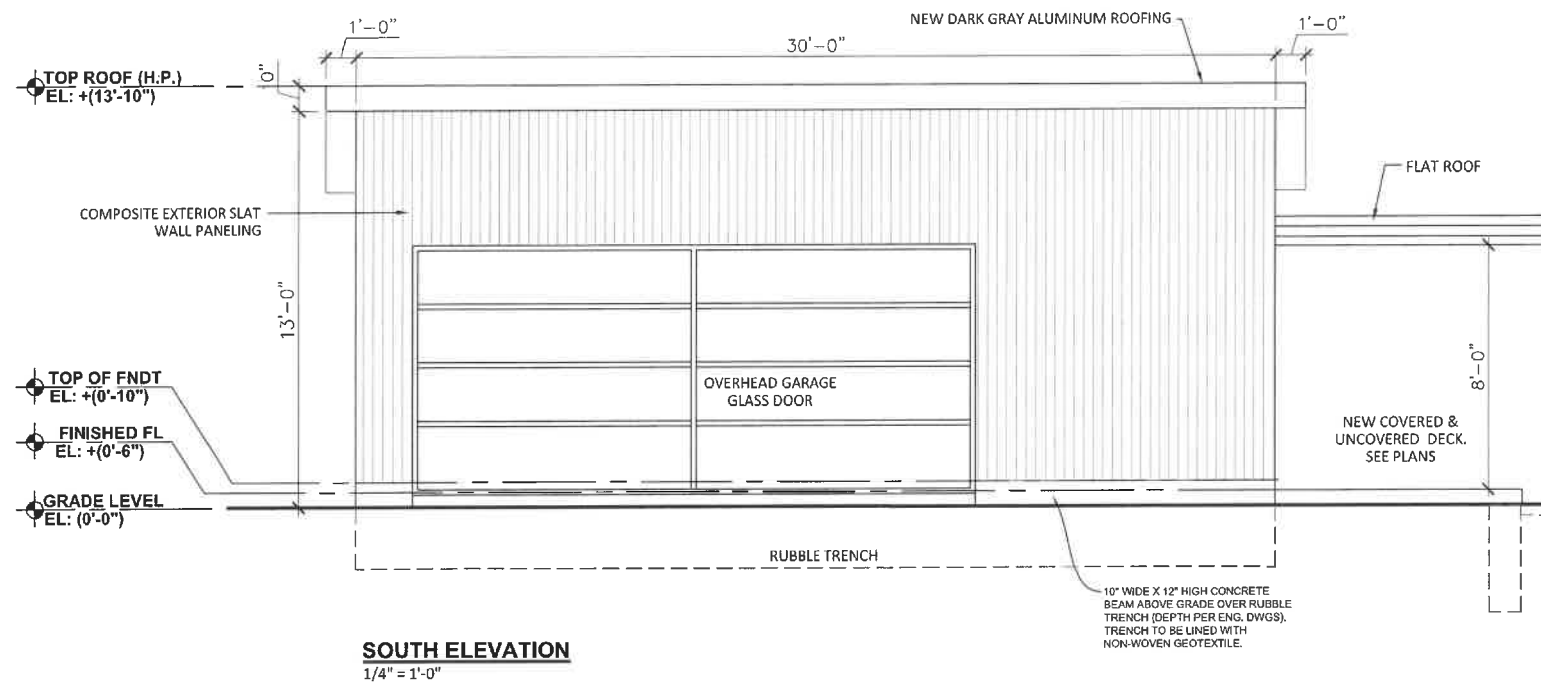 NEW DARK GRAY ALUMINUM ROOFING
1'-0"
30'-0"
1'-0"
TOP ROOF (H.P.)
EL: +(13'-10")
0"
FLAT ROOF
COMPOSITE EXTERIOR SLAT
WALL PANELING
13'-0"
8'-0"
TOP OF FNDT
EL: +(0'-10")
OVERHEAD GARAGE
GLASS DOOR
NEW COVERED &
UNCOVERED DECK.
SEE PLANS
FINISHED FL
EL: +(0'-6")
GRADE LEVEL
EL: (0'-0")
RUBBLE TRENCH
10" WIDE X 12" HIGH CONCRETE
BEAM ABOVE GRADE OVER RUBBLE
TRENCH (DEPTH PER ENG. DWGS).
TRENCH TO BE LINED WITH
NON-WOVEN GEOTEXTILE.
SOUTH ELEVATION
1/4" = 1'-0"